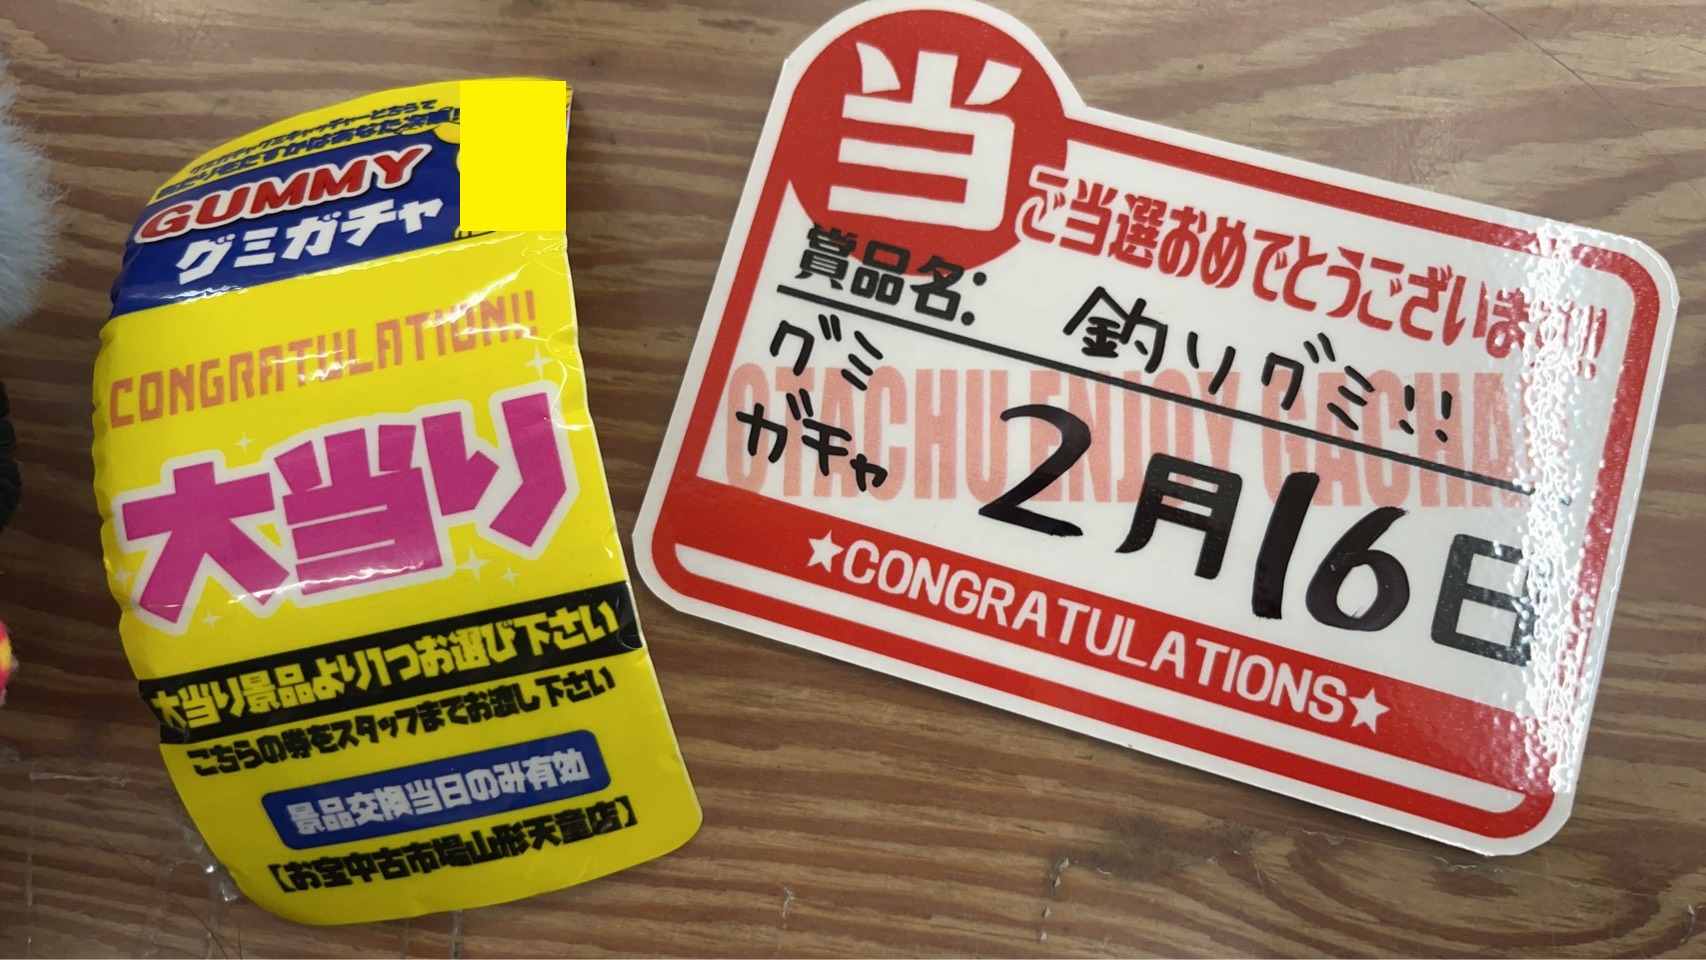 GUMMY
グミガチャ
CONGRATULATION!!
大当り
大当り景品より1つお選び下さい
こちらの券をスタッフまでお渡し下さい
景品交換当日のみ有効
【お宝中古市場山形天童店】
当
ご当選おめでとうございます!!
賞品名: 釣りグミ!!
グミ
ガチャ
OTACHU ENJOY GACHA
2月16日
★CONGRATULATIONS★